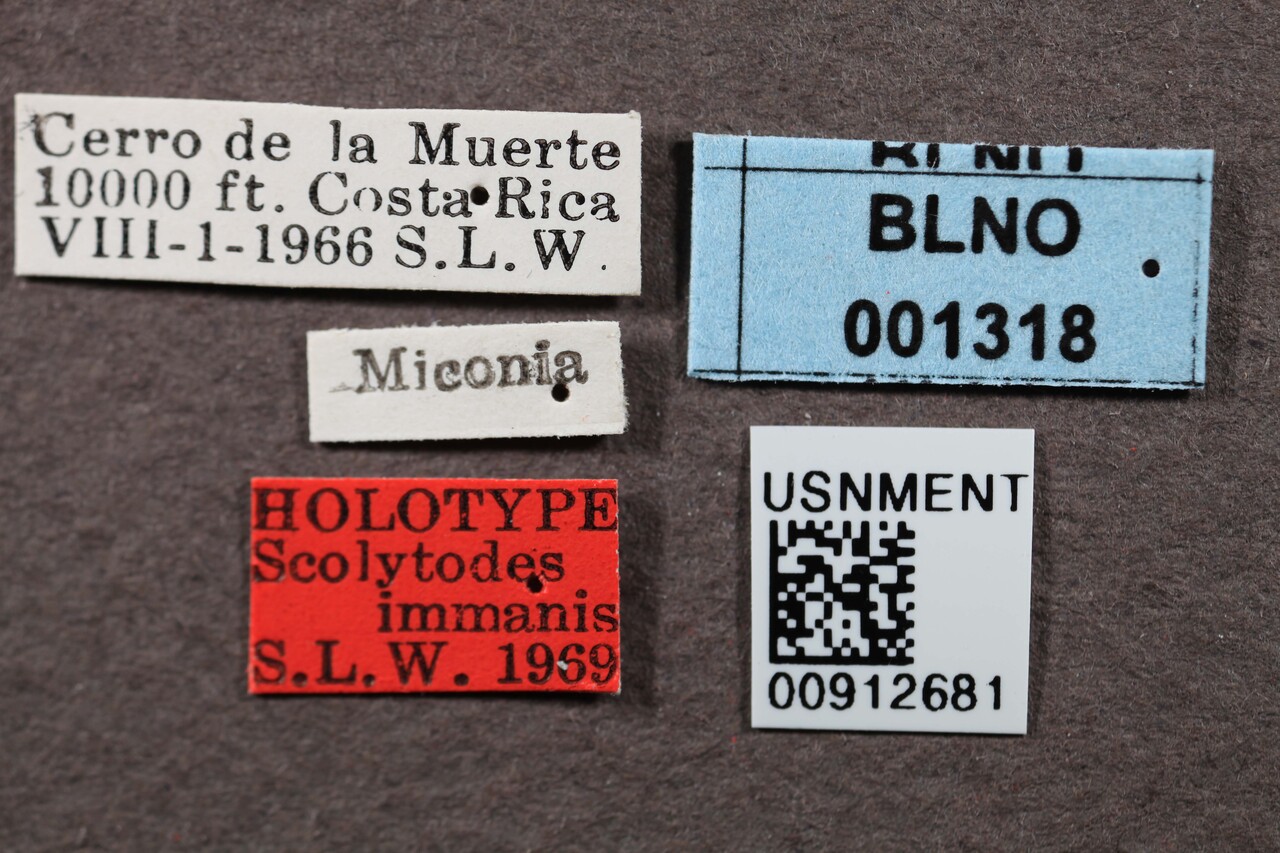 Cerro de la Muerte
10000 ft. Costa Rica
VIII-1-1966 S.L.W.
Miconia
HOLOTYPE
Scolytodes
immanis
S.L.W. 1969
BLNO
001318
USNMENT
00912681